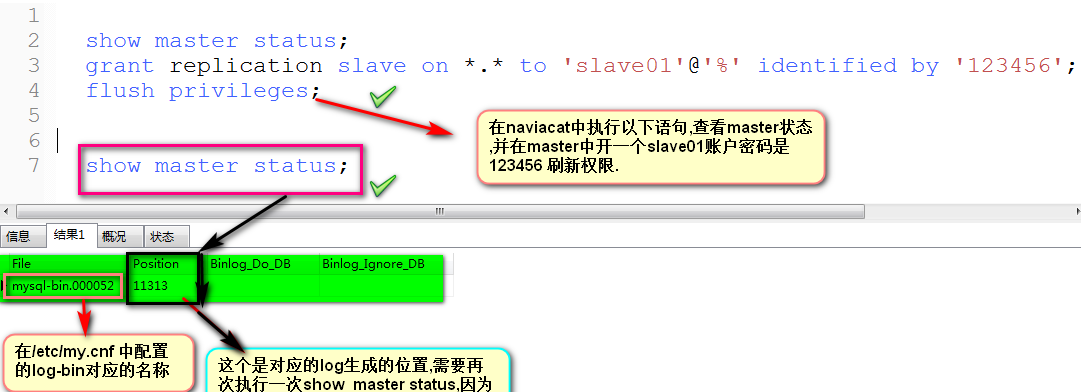 1
2 show master status;
3 grant replication slave on *.* to 'slave01'@'%' identified by '123456';
4 flush privileges;
5
6
7 show master status;
在naviacat中执行以下语句,查看master状态
,并在master中开一个slave01账户密码是
123456 刷新权限.
信息 结果1 概况 状态
File Position Binlog_Do_DB Binlog_Ignore_DB
mysql-bin.000052 11313
在/etc/my.cnf 中配置
的log-bin对应的名称
这个是对应的log生成的位置,需要再
次执行一次show master status,因为